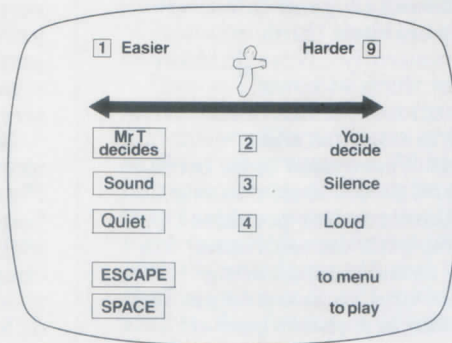 1 Easier Harder 9
Mr T
decides 2 You
decide
Sound 3 Silence
Quiet 4 Loud
ESCAPE to menu
SPACE to play